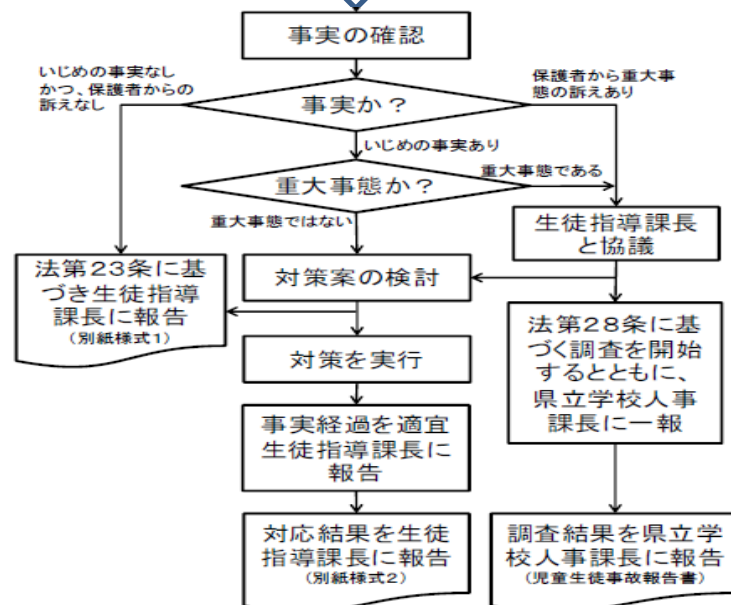 事実の確認
いじめの事実なし
かつ、保護者からの
訴えなし
事実か？
保護者から重大事
態の訴えあり
いじめの事実あり
重大事態か？
重大事態である
重大事態ではない
生徒指導課長
と協議
法第２３条に基
づき生徒指導
課長に報告
（別紙様式１）
対策案の検討
対策を実行
法第２８条に基
づく調査を開始
するとともに、
県立学校人事
課長に一報
事実経過を適宜
生徒指導課長に
報告
対応結果を生徒
指導課長に報告
（別紙様式２）
調査結果を県立学
校人事課長に報告
（児童生徒事故報告書）